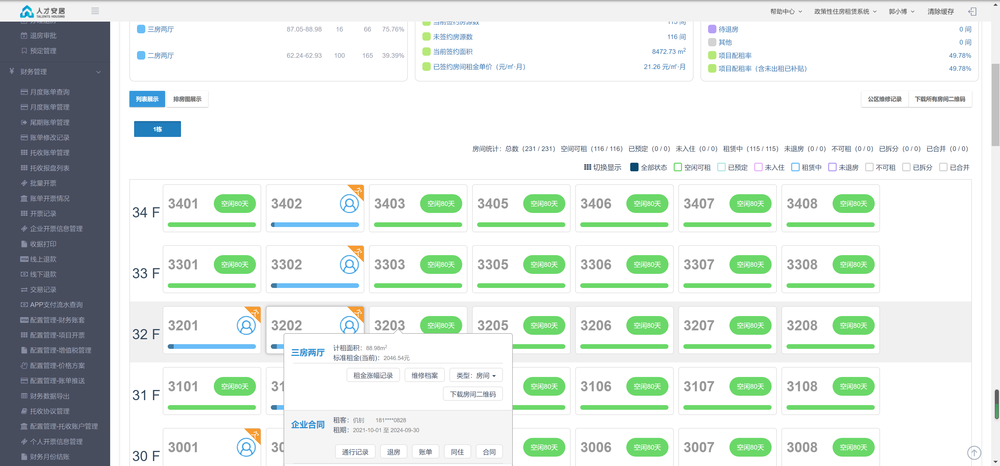 人才安居
TALENTS HOUSING
帮助中心
政策性住房租赁系统
郭小博
清除缓存
办理退房
退房审批
预定管理
¥ 财务管理
月度账单查询
月度账单管理
尾期账单管理
账单修改记录
托收账单管理
托收报盘列表
批量开票
账单开票情况
开票记录
企业开票信息管理
收据打印
VISA 线上退款
线下退款
交易记录
APP支付流水查询
VISA 配置管理-财务账套
配置管理-项目开票
配置管理-增值税管理
配置管理-价格方案
配置管理-账单推送
财务数据导出
托收协议管理
配置管理-托收账户管理
个人开票信息管理
财务月份结账
三房两厅 87.05-88.98 16 66 75.76%
二房两厅 62.24-62.93 100 165 39.39%
当前签约房源数 115 间
未签约房源数 116 间
当前签约面积 8472.73 m²
已签约房间租金单价（元/㎡·月） 21.26 元/㎡·月
待退房 0 间
其他 0 间
项目配租率 49.78%
项目配租率（含未出租已补贴） 49.78%
列表展示 排房图展示 公区维修记录 下载所有房间二维码
1栋
房间统计：总数（231 / 231） 空间可租（116 / 116） 已预定（0 / 0） 未入住（0 / 0） 租赁中（115 / 115） 未退房（0 / 0） 不可租（0 / 0） 已拆分（0 / 0） 已合并（0 / 0）
切换显示 全部状态 空闲可租 已预定 未入住 租赁中 未退房 不可租 已拆分 已合并
34 F 3401 空闲80天 3402 欠 3403 空闲80天 3405 空闲80天 3406 空闲80天 3407 空闲80天 3408 空闲80天
33 F 3301 空闲80天 3302 欠 3303 空闲80天 3305 空闲80天 3306 空闲80天 3307 空闲80天 3308 空闲80天
32 F 3201 欠 3202 欠 3203 空闲80天 3205 空闲80天 3206 空闲80天 3207 空闲80天 3208 空闲80天
31 F 3101 空闲80天 31 空闲80天 3106 空闲80天 3107 空闲80天 3108 空闲80天
30 F 3001 欠 30 空闲80天 3006 空闲80天 3007 空闲80天 3008 空闲80天
三房两厅
计租面积：88.98m²
标准租金(当前)：2046.54元
租金涨幅记录 维修档案 类型：房间
下载房间二维码
企业合同
租客：仉钊 181****0828
租期：2021-10-01 至 2024-09-30
通行记录 退房 账单 同住 合同